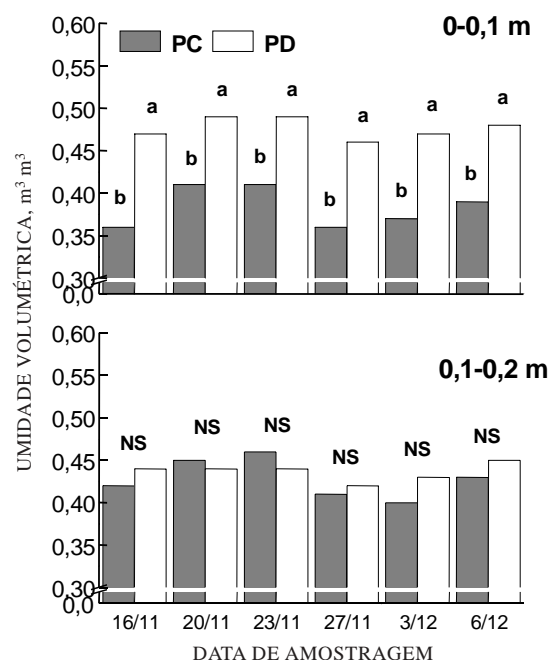 0-0,1 m
PC PD
0,60
0,55
0,50
0,45
0,40
0,35
0,30
0,0
b a b a b a b a b a b a
UMIDADE VOLUMÉTRICA, m³ m³
0,1-0,2 m
0,60
0,55
0,50
0,45
0,40
0,35
0,30
0,0
NS NS NS NS NS NS
16/11 20/11 23/11 27/11 3/12 6/12
DATA DE AMOSTRAGEM